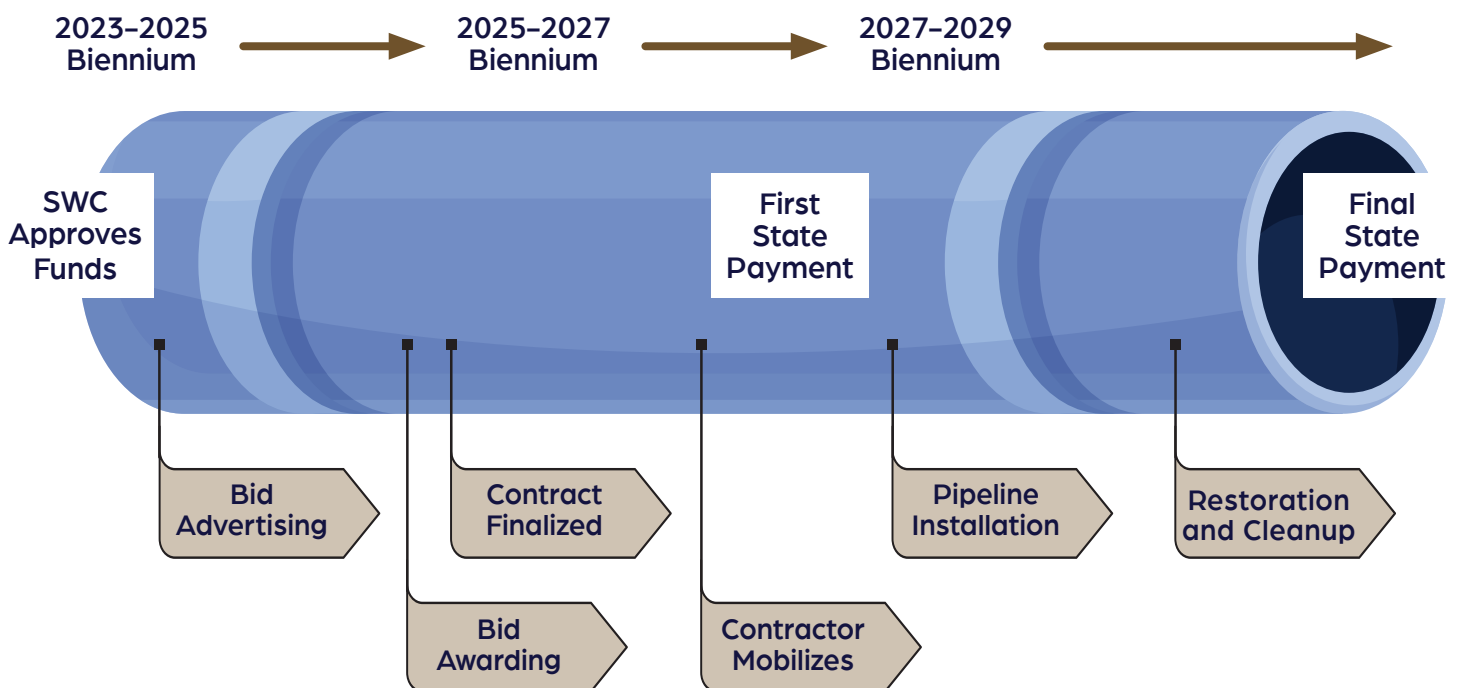 2023–2025
Biennium
2025–2027
Biennium
2027–2029
Biennium
SWC
Approves
Funds
First
State
Payment
Final
State
Payment
Bid
Advertising
Contract
Finalized
Pipeline
Installation
Restoration
and Cleanup
Bid
Awarding
Contractor
Mobilizes